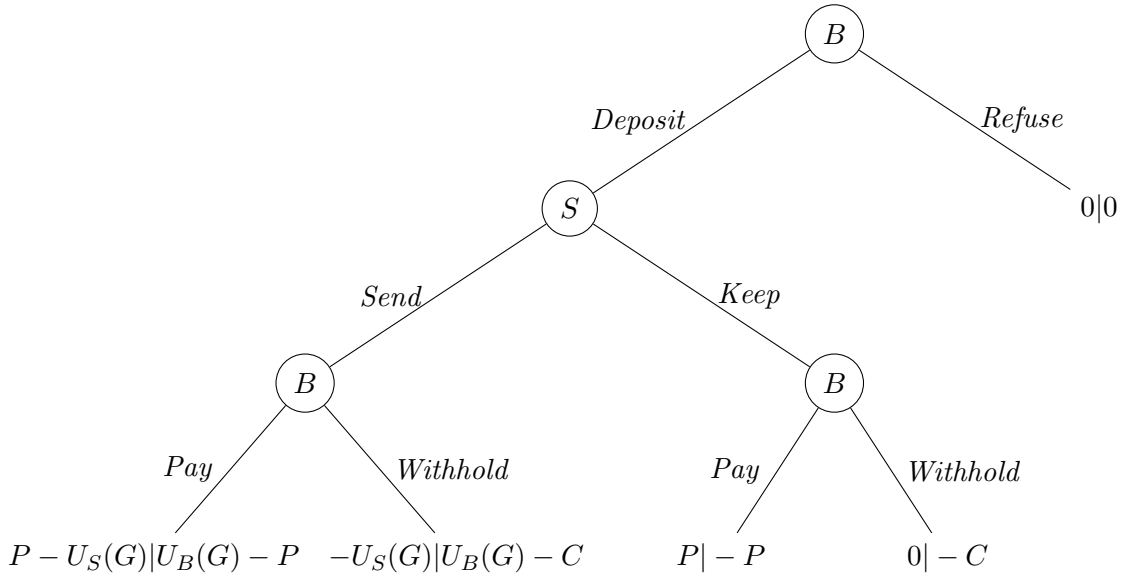 B
Deposit
Refuse
S
0|0
Send
Keep
B
B
Pay
Withhold
Pay
Withhold
P − U_S(G)|U_B(G) − P
−U_S(G)|U_B(G) − C
P| − P
0| − C